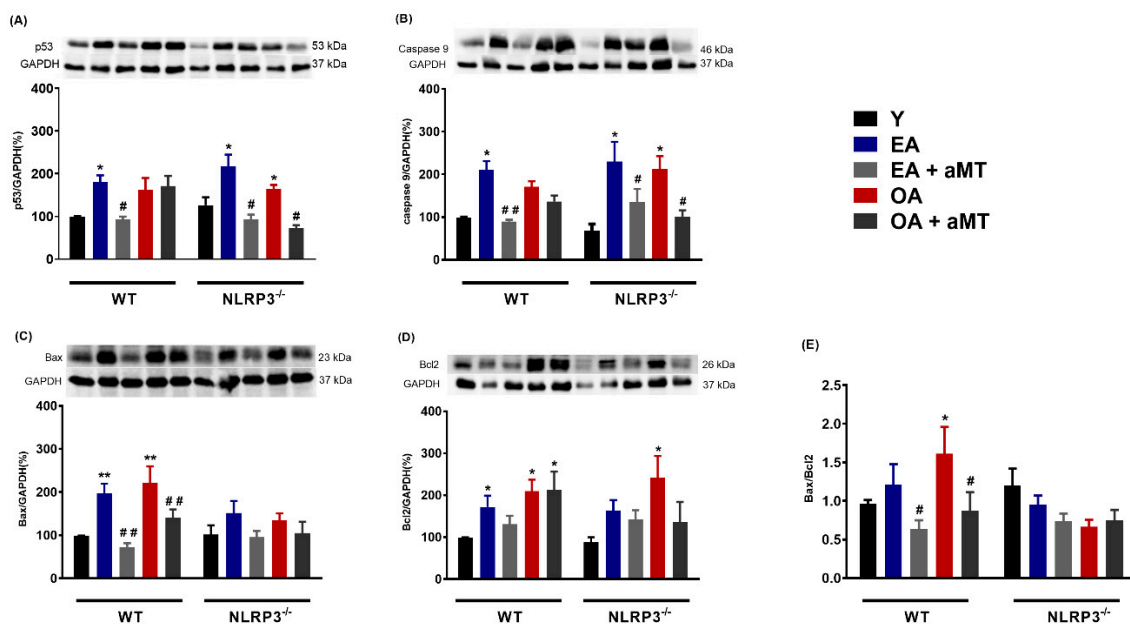 (A)
p53
53 kDa
GAPDH
37 kDa
p53/GAPDH(%)
400
300
200
100
0
*
#
*
#
*
#
WT
NLRP3-/-
(B)
Caspase 9
46 kDa
GAPDH
37 kDa
caspase 9/GAPDH(%)
400
300
200
100
0
*
##
*
#
*
#
WT
NLRP3-/-
Y
EA
EA + aMT
OA
OA + aMT
(C)
Bax
23 kDa
GAPDH
37 kDa
Bax/GAPDH(%)
400
300
200
100
0
**
##
**
##
WT
NLRP3-/-
(D)
Bcl2
26 kDa
GAPDH
37 kDa
Bcl2/GAPDH(%)
400
300
200
100
0
*
*
*
*
WT
NLRP3-/-
(E)
Bax/Bcl2
2.5
2.0
1.5
1.0
0.5
0.0
#
*
#
WT
NLRP3-/-